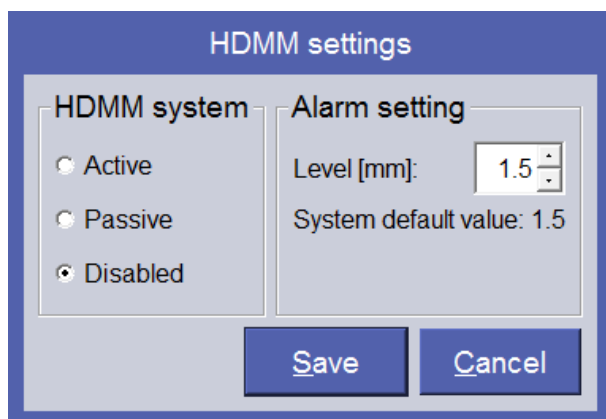 HDMM settings
HDMM system
Active
Passive
Disabled
Alarm setting
Level [mm]: 1.5
System default value: 1.5
Save
Cancel